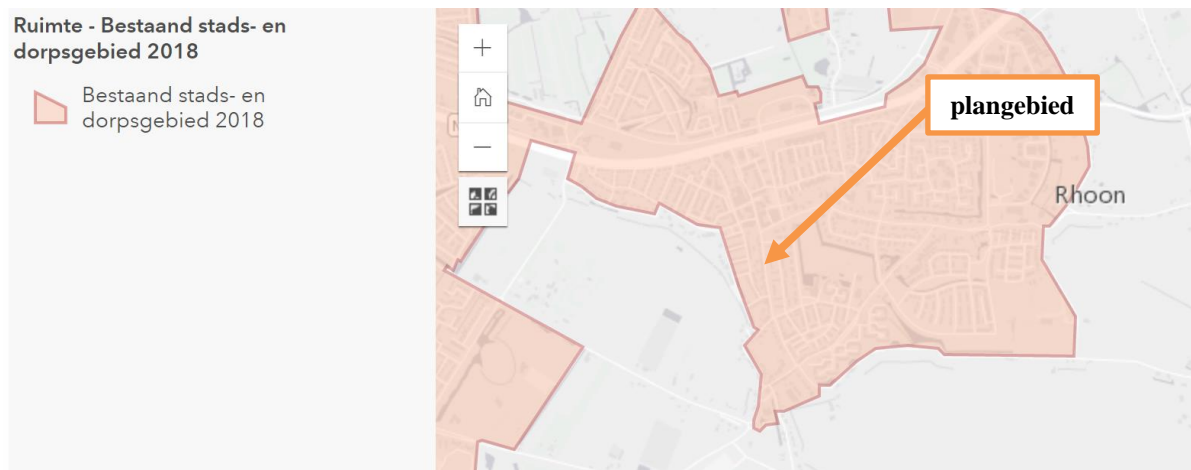 Ruimte - Bestaand stads- en
dorpsgebied 2018
Bestaand stads- en
dorpsgebied 2018
plangebied
Rhoon